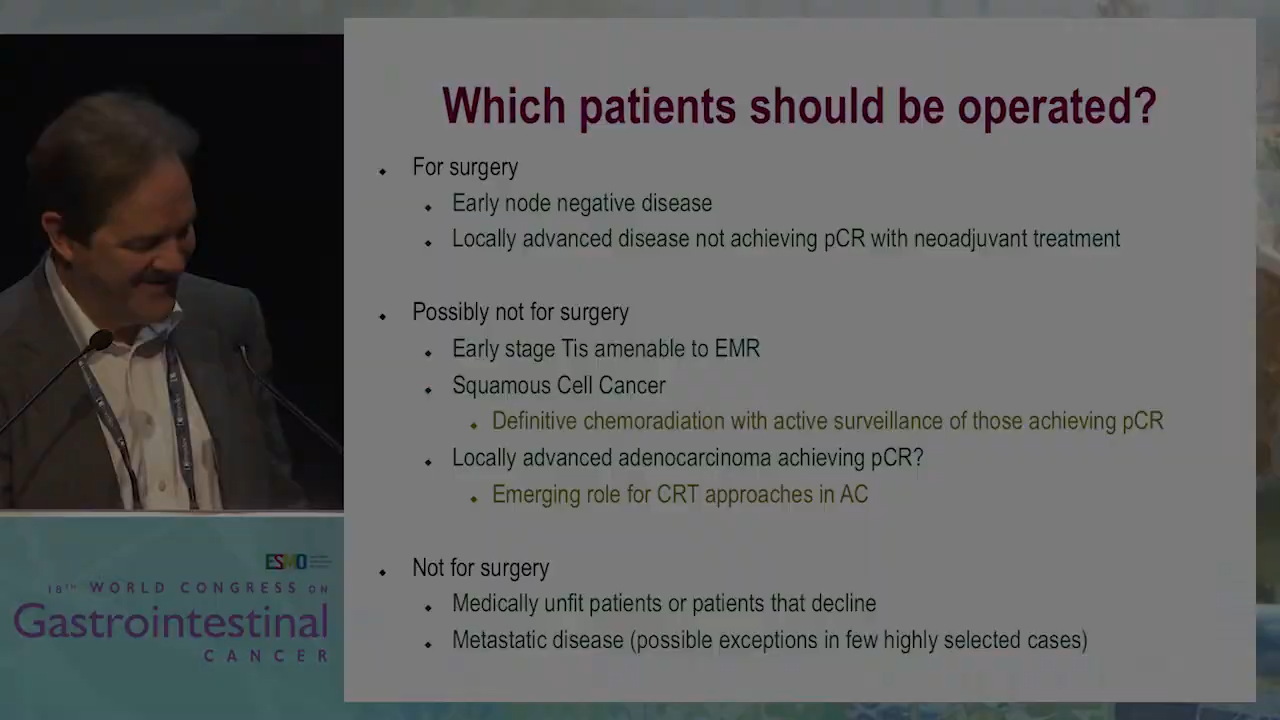 Which patients should be operated?
For surgery
Early node negative disease
Locally advanced disease not achieving pCR with neoadjuvant treatment
Possibly not for surgery
Early stage Tis amenable to EMR
Squamous Cell Cancer
Definitive chemoradiation with active surveillance of those achieving pCR
Locally advanced adenocarcinoma achieving pCR?
Emerging role for CRT approaches in AC
Not for surgery
Medically unfit patients or patients that decline
Metastatic disease (possible exceptions in few highly selected cases)
ESMO
18TH WORLD CONGRESS ON
Gastrointestinal
CANCER